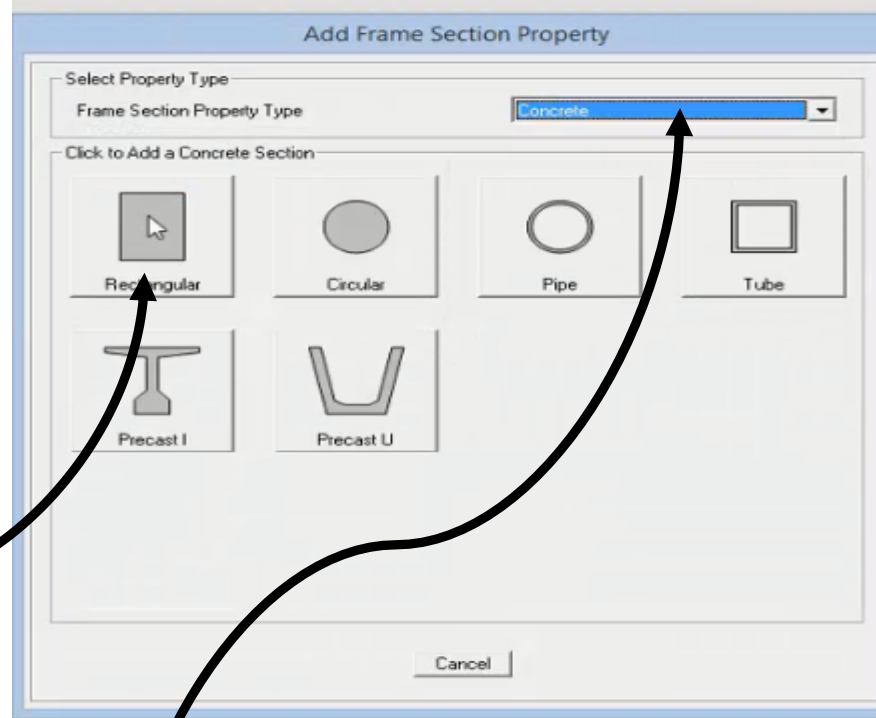 Add Frame Section Property
Select Property Type
Frame Section Property Type
Concrete
Click to Add a Concrete Section
Rectangular
Circular
Pipe
Tube
Precast I
Precast U
Cancel